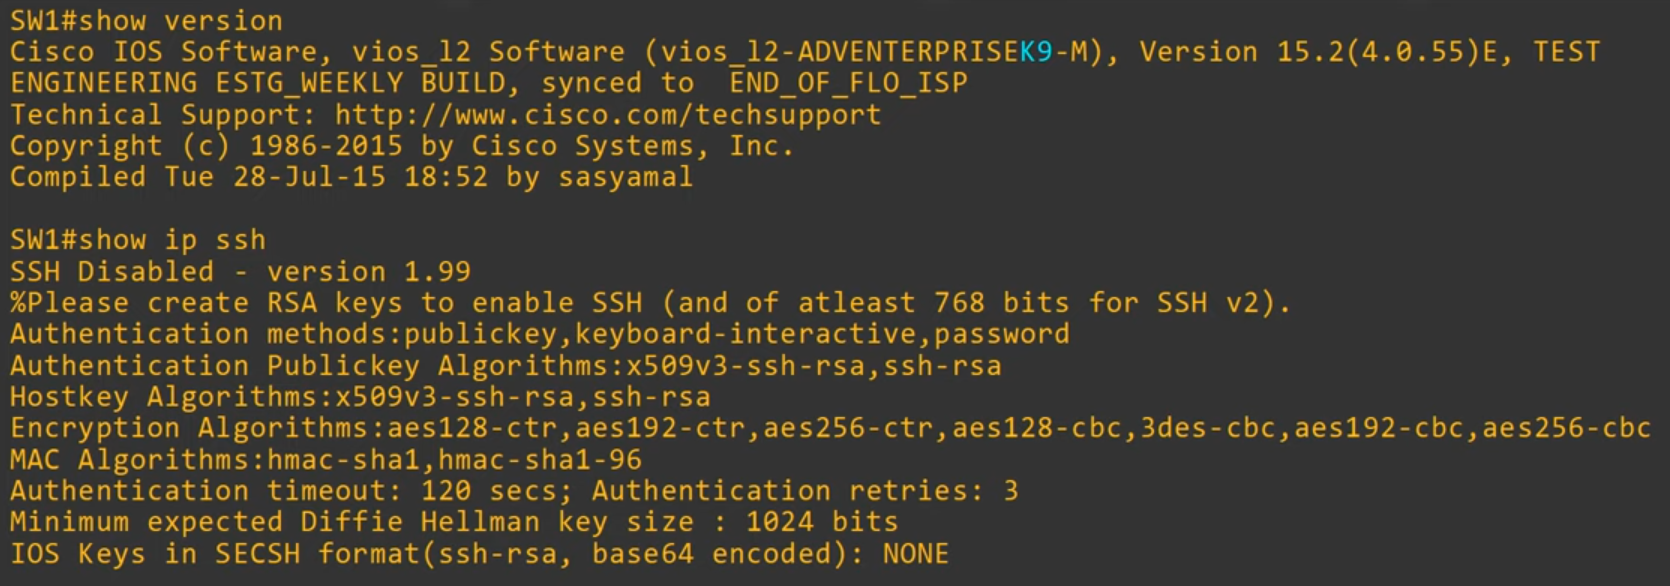 SW1#show version
Cisco IOS Software, vios_l2 Software (vios_l2-ADVENTERPRISEK9-M), Version 15.2(4.0.55)E, TEST
ENGINEERING ESTG_WEEKLY BUILD, synced to  END_OF_FLO_ISP
Technical Support: http://www.cisco.com/techsupport
Copyright (c) 1986-2015 by Cisco Systems, Inc.
Compiled Tue 28-Jul-15 18:52 by sasyamal
SW1#show ip ssh
SSH Disabled - version 1.99
%Please create RSA keys to enable SSH (and of atleast 768 bits for SSH v2).
Authentication methods:publickey,keyboard-interactive,password
Authentication Publickey Algorithms:x509v3-ssh-rsa,ssh-rsa
Hostkey Algorithms:x509v3-ssh-rsa,ssh-rsa
Encryption Algorithms:aes128-ctr,aes192-ctr,aes256-ctr,aes128-cbc,3des-cbc,aes192-cbc,aes256-cbc
MAC Algorithms:hmac-sha1,hmac-sha1-96
Authentication timeout: 120 secs; Authentication retries: 3
Minimum expected Diffie Hellman key size : 1024 bits
IOS Keys in SECSH format(ssh-rsa, base64 encoded): NONE